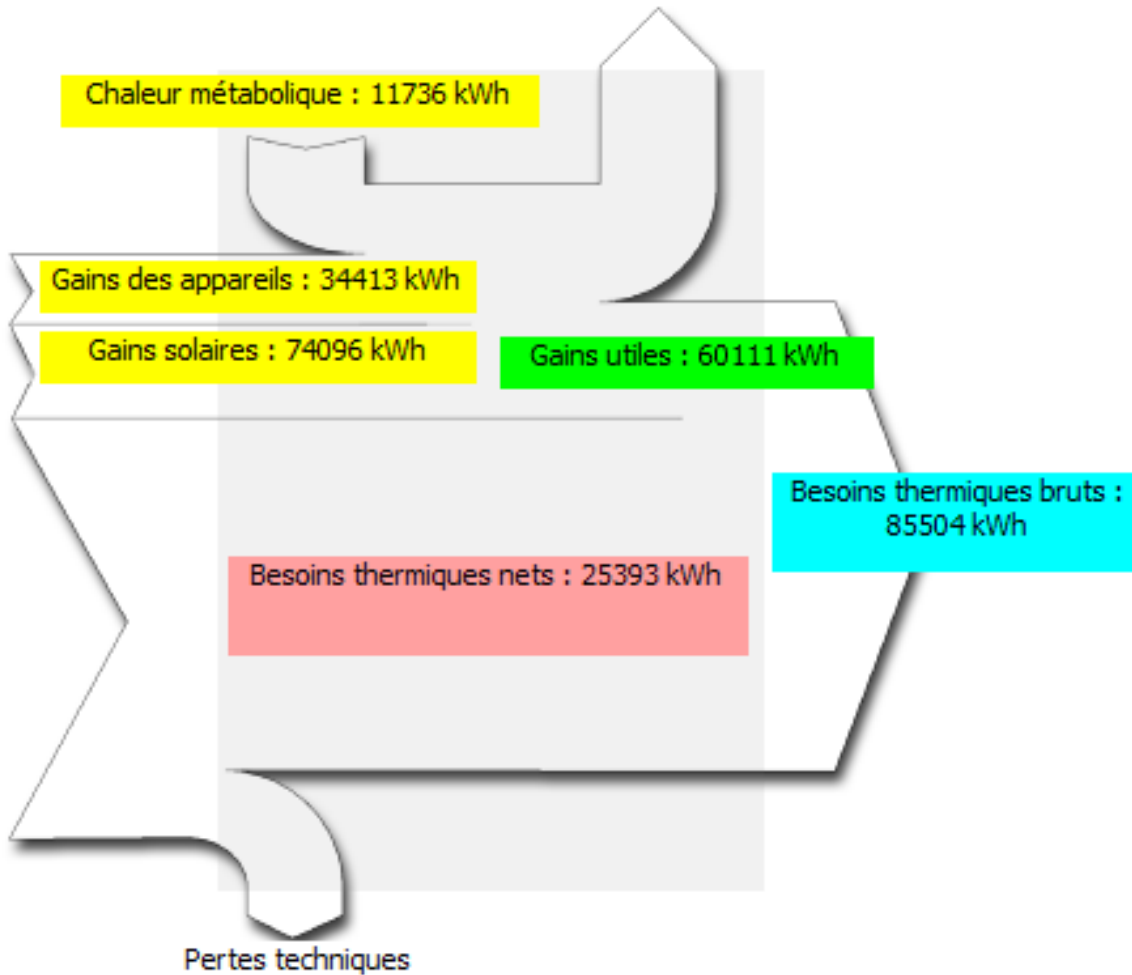 Chaleur métabolique : 11736 kWh
Gains des appareils : 34413 kWh
Gains solaires : 74096 kWh
Gains utiles : 60111 kWh
Besoins thermiques bruts :
85504 kWh
Besoins thermiques nets : 25393 kWh
Pertes techniques